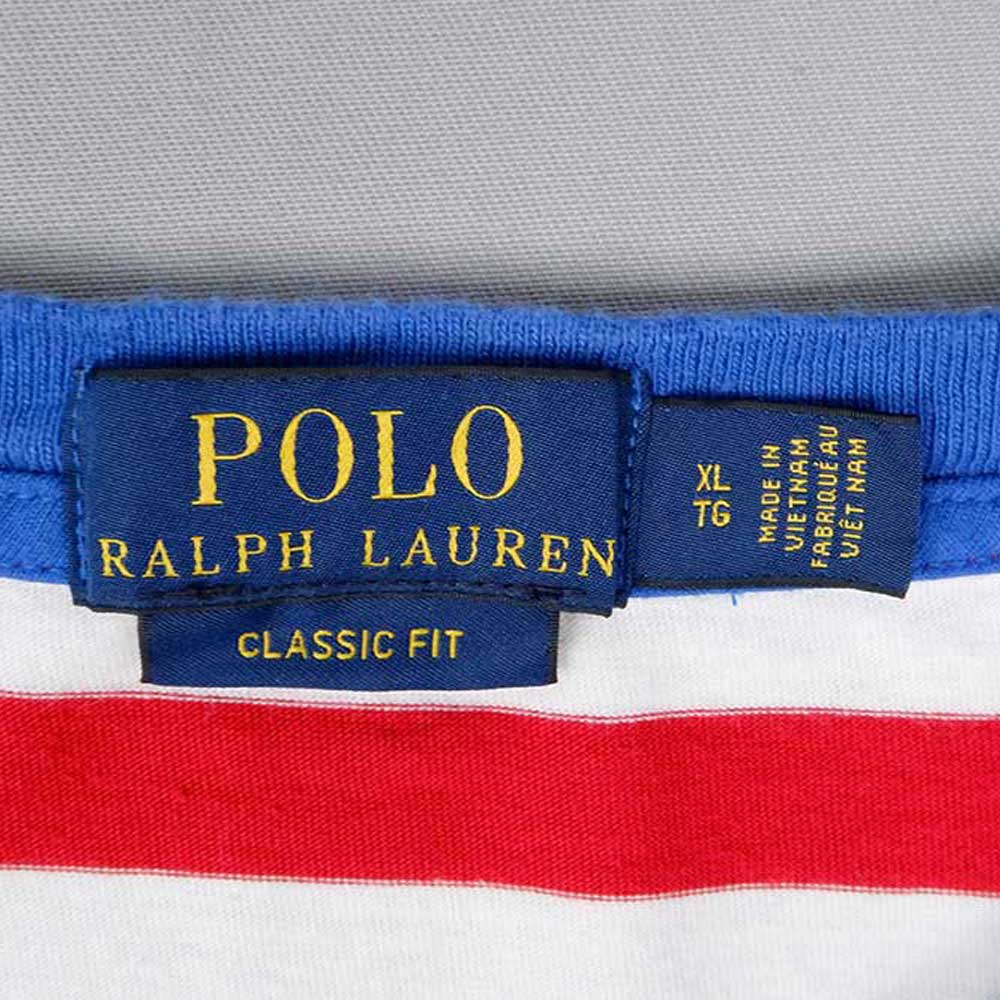 POLO
RALPH LAUREN
CLASSIC FIT
XL
TG
MADE IN
VIETNAM
FABRIQUÉ AU
VIÊT NAM